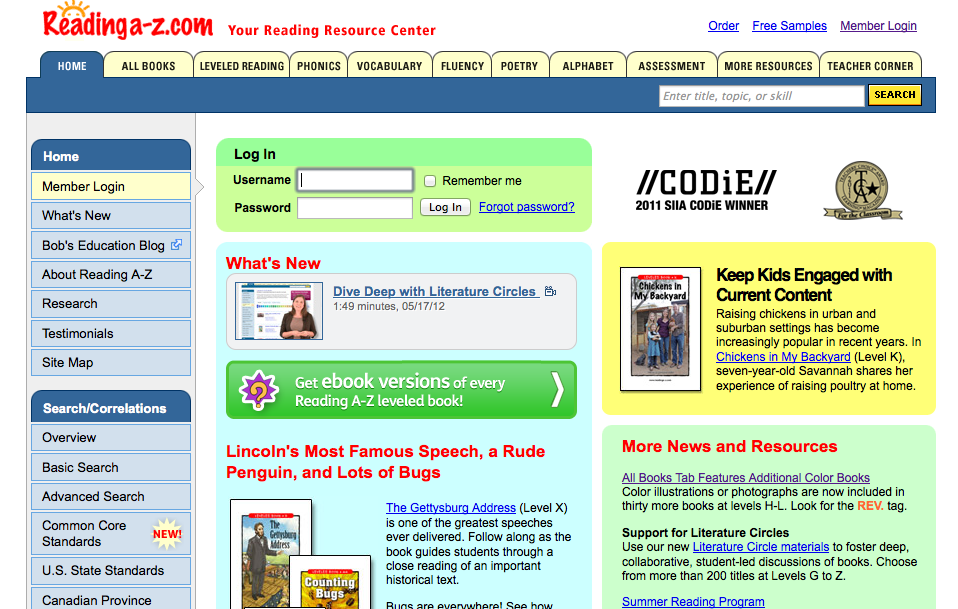 Readinga-z.com Your Reading Resource Center
Order Free Samples Member Login
HOME ALL BOOKS LEVELED READING PHONICS VOCABULARY FLUENCY POETRY ALPHABET ASSESSMENT MORE RESOURCES TEACHER CORNER
Enter title, topic, or skill SEARCH
Home
Member Login
What's New
Bob's Education Blog
About Reading A-Z
Research
Testimonials
Site Map
Search/Correlations
Overview
Basic Search
Advanced Search
Common Core
Standards
NEW!
U.S. State Standards
Canadian Province
Log In
Username
Remember me
Password
Log In Forgot password?
What's New
Dive Deep with Literature Circles
1:49 minutes, 05/17/12
Get ebook versions of every
Reading A-Z leveled book!
Lincoln's Most Famous Speech, a Rude
Penguin, and Lots of Bugs
The Gettysburg
Address
Counting
Bugs
The Gettysburg Address (Level X)
is one of the greatest speeches
ever delivered. Follow along as the
book guides students through a
close reading of an important
historical text.
Bugs are everywhere! See how
//CODiE//
2011 SIIA CODiE WINNER
For the Classroom
Chickens in
My Backyard
Keep Kids Engaged with
Current Content
Raising chickens in urban and
suburban settings has become
increasingly popular in recent years. In
Chickens in My Backyard (Level K),
seven-year-old Savannah shares her
experience of raising poultry at home.
More News and Resources
All Books Tab Features Additional Color Books
Color illustrations or photographs are now included in
thirty more books at levels H-L. Look for the REV. tag.
Support for Literature Circles
Use our new Literature Circle materials to foster deep,
collaborative, student-led discussions of books. Choose
from more than 200 titles at Levels G to Z.
Summer Reading Program